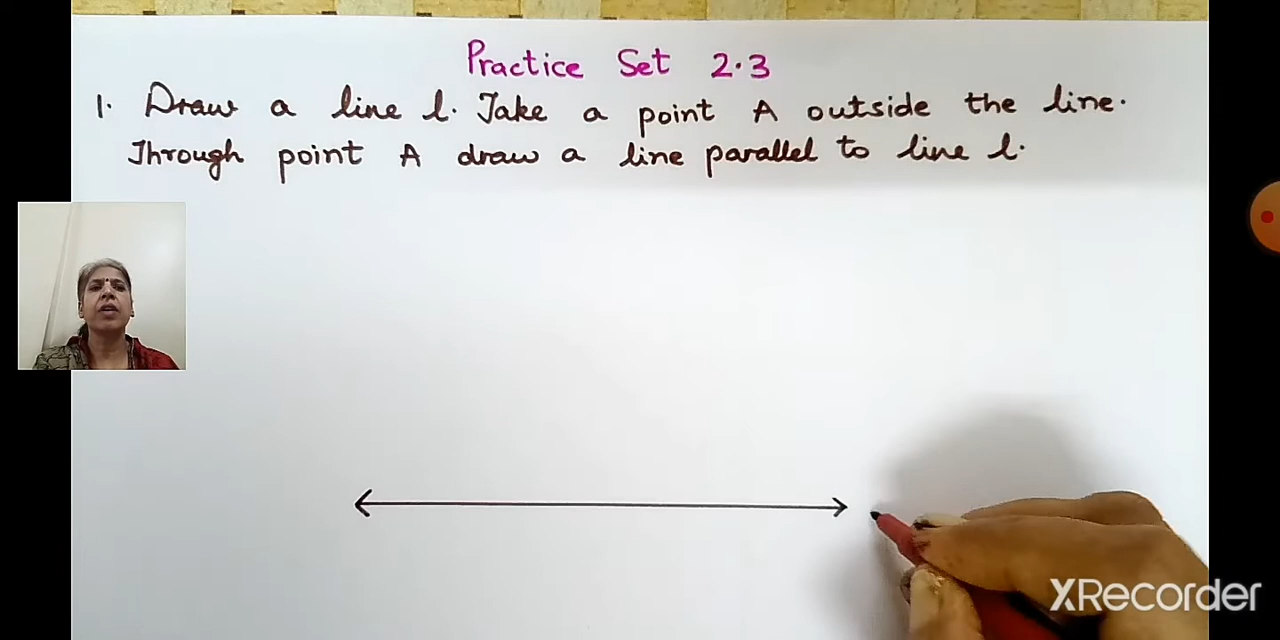 Practice Set 2.3
1. Draw a line l. Take a point A outside the line.
Through point A draw a line parallel to line l.
XRecorder